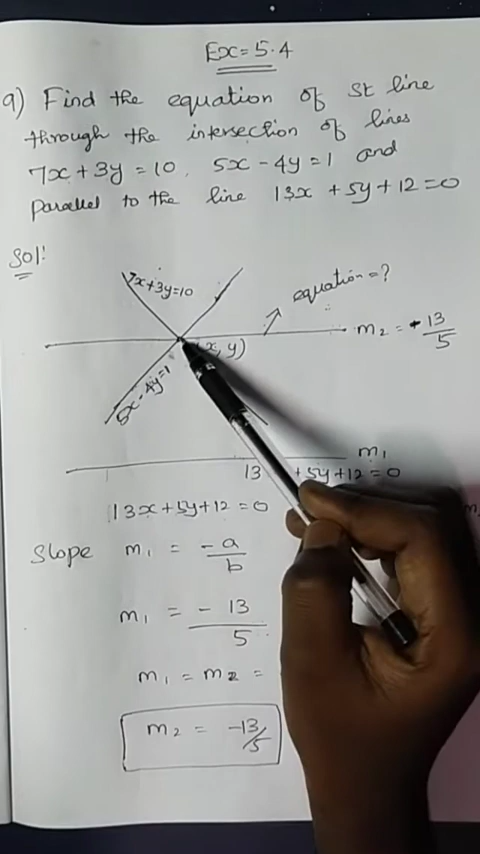 Ex = 5.4
9) Find the equation of St line
through the intersection of lines
7x + 3y = 10, 5x - 4y = 1 and
parallel to the line 13x + 5y + 12 = 0
Sol:
7x + 3y = 10
equation = ?
m₂ = -13/5
x, y)
5x - 4y = 1
m₁
13 + 5y + 12 = 0
13x + 5y + 12 = 0
Slope m₁ = -a/b
m₁ = -13/5
m₁ = m₂ =
m₂ = -13/5